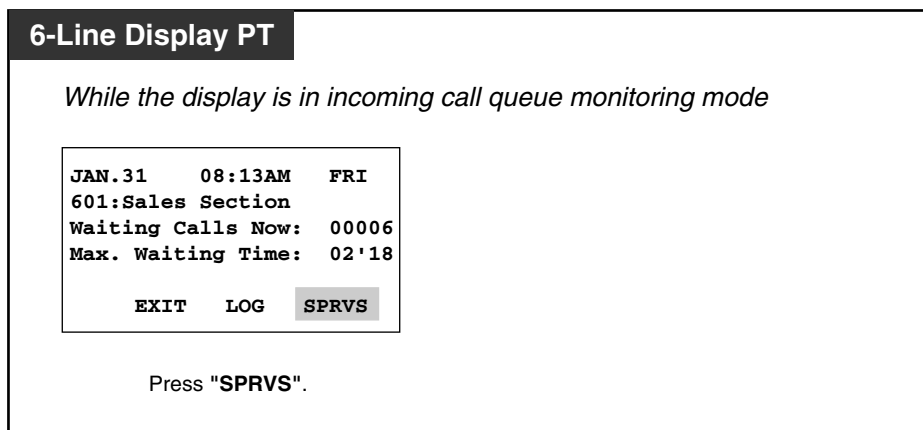 6-Line Display PT
While the display is in incoming call queue monitoring mode
JAN.31 08:13AM FRI
601:Sales Section
Waiting Calls Now: 00006
Max. Waiting Time: 02'18
EXIT LOG SPRVS
Press "SPRVS".